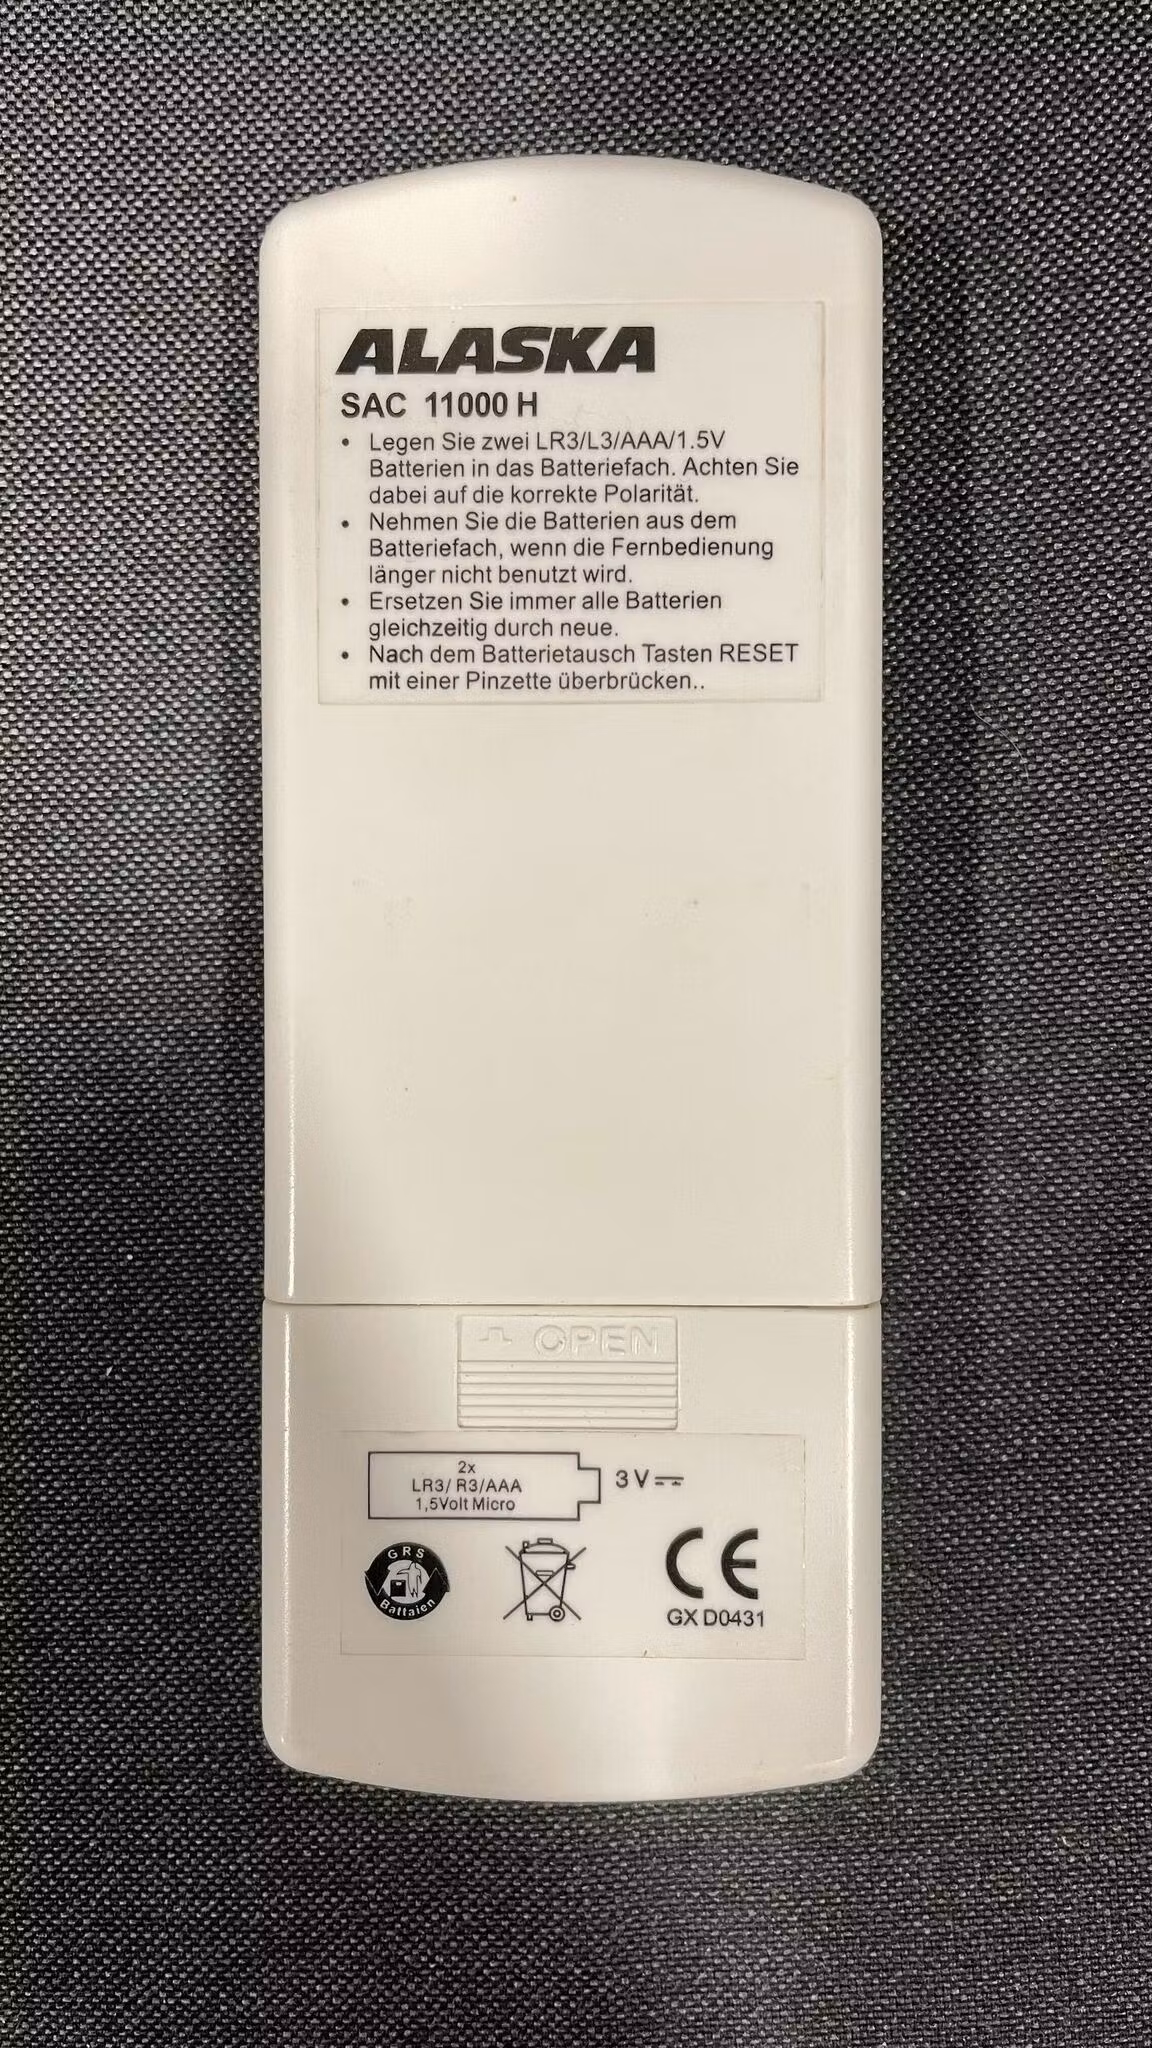 ALASKA
SAC 11000 H
• Legen Sie zwei LR3/L3/AAA/1.5V
Batterien in das Batteriefach. Achten Sie
dabei auf die korrekte Polarität.
• Nehmen Sie die Batterien aus dem
Batteriefach, wenn die Fernbedienung
länger nicht benutzt wird.
• Ersetzen Sie immer alle Batterien
gleichzeitig durch neue.
• Nach dem Batterietausch Tasten RESET
mit einer Pinzette überbrücken..
OPEN
2x
LR3/ R3/AAA
1,5Volt Micro
3 V
GRS
Battaien
CE
GX D0431